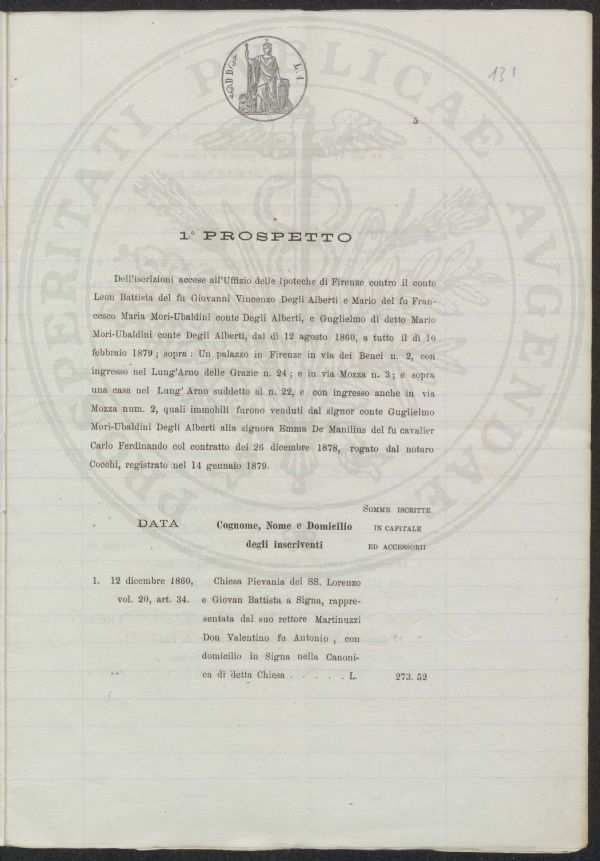 PROSPERITATI PUBLICAE AUGENDAE
L. 1.
131
5
1.º PROSPETTO
Dell'iscrizioni accese all'Uffizio delle Ipoteche di Firenze contro il conte
Leon Battista del fu Giovanni Vincenzo Degli Alberti e Mario del fu Fran-
cesco Maria Mori-Ubaldini conte Degli Alberti, e Guglielmo di detto Mario
Mori-Ubaldini conte Degli Alberti, dal dì 12 agosto 1860, a tutto il dì 10
febbraio 1879; sopra: Un palazzo in Firenze in via dei Benci n. 2, con
ingresso nel Lung'Arno delle Grazie n. 24; e in via Mozza n. 3; e sopra
una casa nel Lung' Arno suddetto al n. 22, e con ingresso anche in via
Mozza num. 2, quali immobili furono venduti dal signor conte Guglielmo
Mori-Ubaldini Degli Alberti alla signora Emma De Manilius del fu cavalier
Carlo Ferdinando col contratto dei 26 dicembre 1878, rogato dal notaro
Cocchi, registrato nel 14 gennaio 1879.
DATA
Cognome, Nome e Domicilio
degli inscriventi
SOMME ISCRITTE
IN CAPITALE
ED ACCESSORII
1. 12 dicembre 1860,
vol. 20, art. 34.
Chiesa Pievania dei SS. Lorenzo
e Giovan Battista a Signa, rappre-
sentata dal suo rettore Martinuzzi
Don Valentino fu Antonio, con
domicilio in Signa nella Canoni-
ca di detta Chiesa . . . . . L. 273. 52